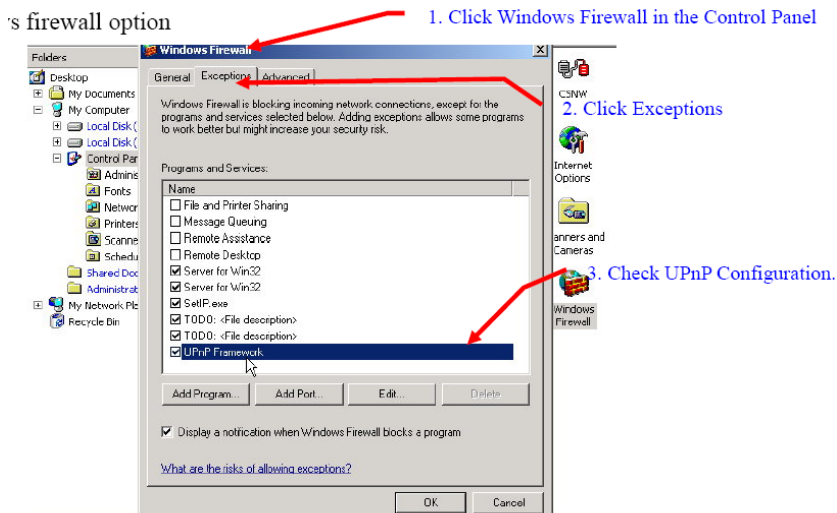 's firewall option
1. Click Windows Firewall in the Control Panel
Folders
Desktop
My Documents
My Computer
Local Disk (
Local Disk (
Control Par
Adminis
Fonts
Networ
Printers
Scanne
Schedu
Shared Doc
Administrat
My Network Pla
Recycle Bin
Windows Firewall
General Exceptions Advanced
Windows Firewall is blocking incoming network connections, except for the
programs and services selected below. Adding exceptions allows some programs
to work better but might increase your security risk.
Programs and Services:
Name
File and Printer Sharing
Message Queuing
Remote Assistance
Remote Desktop
Server for Win32
Server for Win32
SetIP.exe
TODO: <File description>
TODO: <File description>
UPnP Framework
Add Program... Add Port... Edit... Delete
Display a notification when Windows Firewall blocks a program
What are the risks of allowing exceptions?
OK Cancel
CSNW
2. Click Exceptions
Internet
Options
anners and
Cameras
3. Check UPnP Configuration.
Windows
Firewall